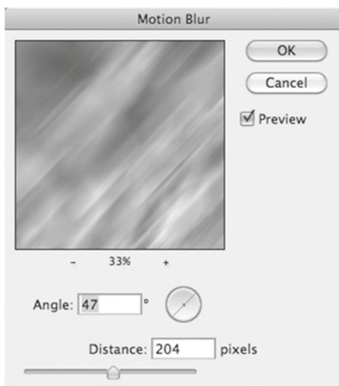 Motion Blur
OK
Cancel
Preview
- 33% +
Angle: 47 °
Distance: 204 pixels